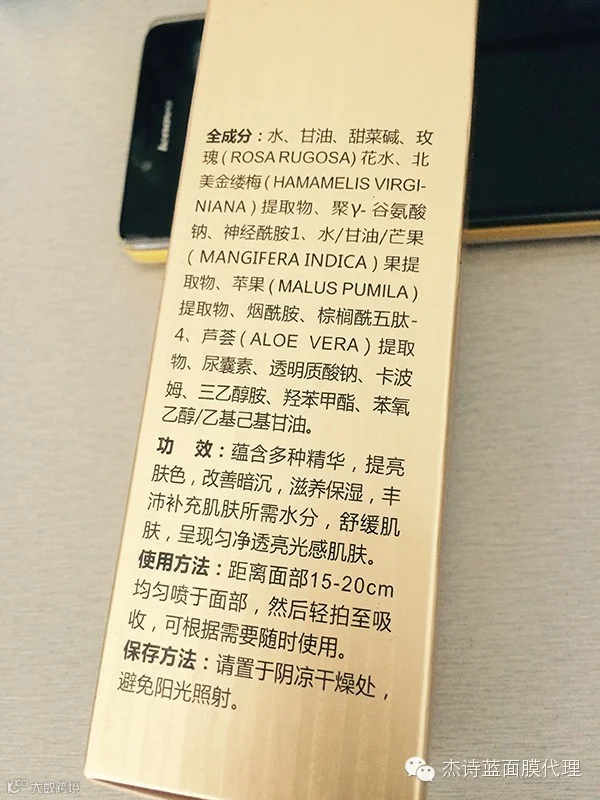 lenovo
全成分：水、甘油、甜菜碱、玫
瑰(ROSA RUGOSA)花水、北
美金缕梅(HAMAMELIS VIRGI-
NIANA)提取物、聚γ-谷氨酸
钠、神经酰胺1、水/甘油/芒果
(MANGIFERA INDICA)果提
取物、苹果(MALUS PUMILA)
提取物、烟酰胺、棕榈酰五肽-
4、芦荟(ALOE VERA)提取
物、尿囊素、透明质酸钠、卡波
姆、三乙醇胺、羟苯甲酯、苯氧
乙醇/乙基己基甘油。
功 效：蕴含多种精华，提亮
肤色，改善暗沉，滋养保湿，丰
沛补充肌肤所需水分，舒缓肌
肤，呈现匀净透亮光感肌肤。
使用方法：距离面部15-20cm
均匀喷于面部，然后轻拍至吸
收，可根据需要随时使用。
保存方法：请置于阴凉干燥处，
避免阳光照射。
杰诗蓝面膜代理
大数跨境